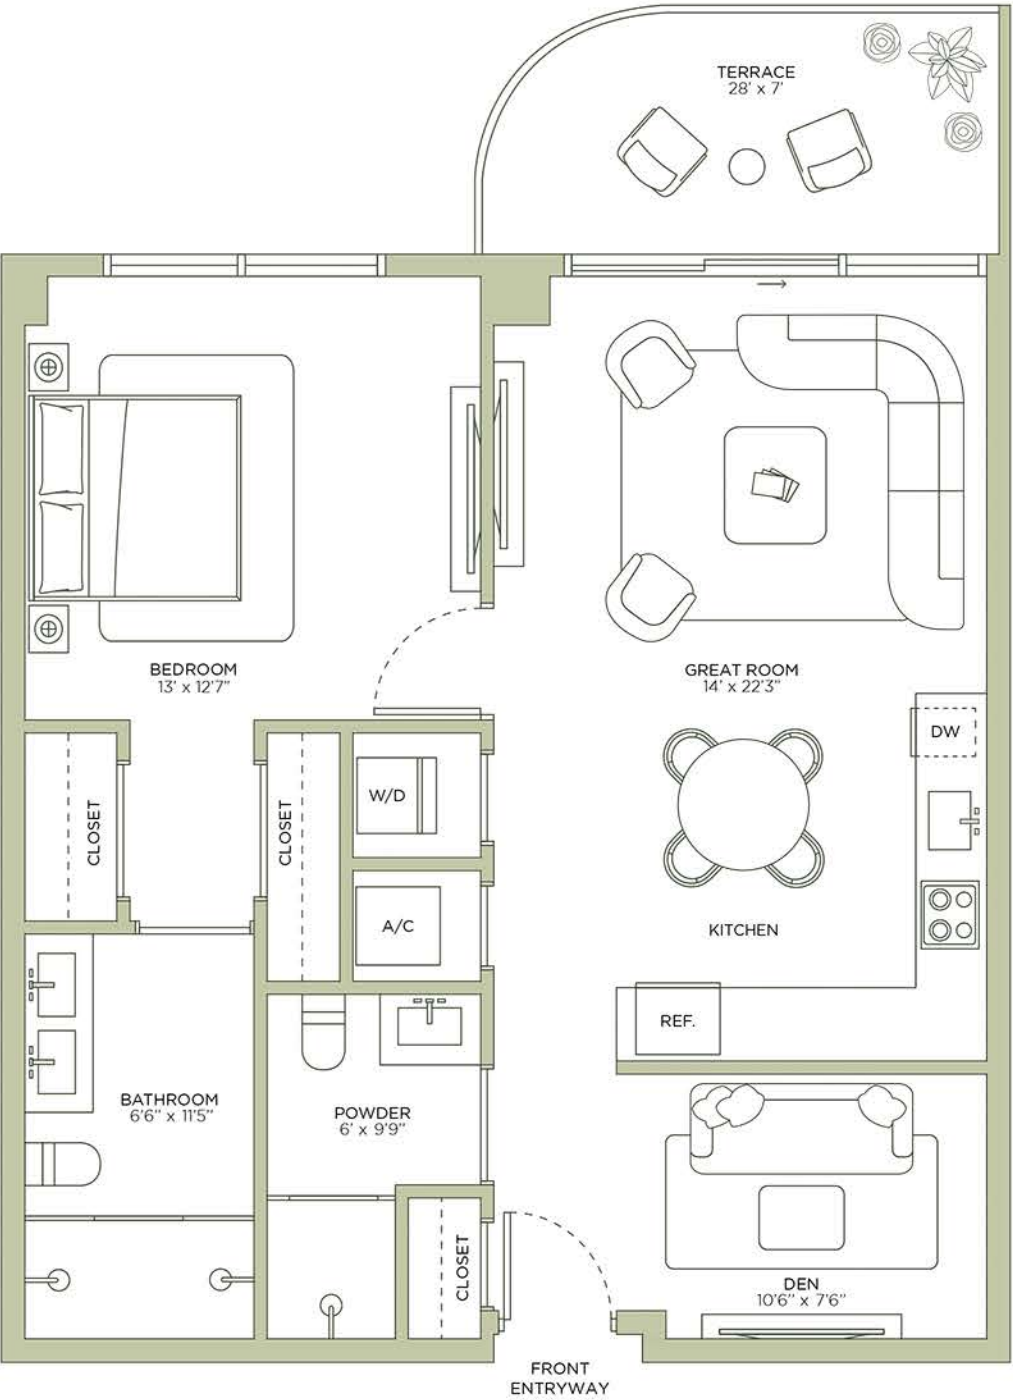 TERRACE
28' x 7'
BEDROOM
13' x 12'7"
GREAT ROOM
14' x 22'3"
DW
CLOSET
CLOSET
W/D
A/C
KITCHEN
REF.
BATHROOM
6'6" x 11'5"
POWDER
6' x 9'9"
CLOSET
DEN
10'6" x 7'6"
FRONT
ENTRYWAY